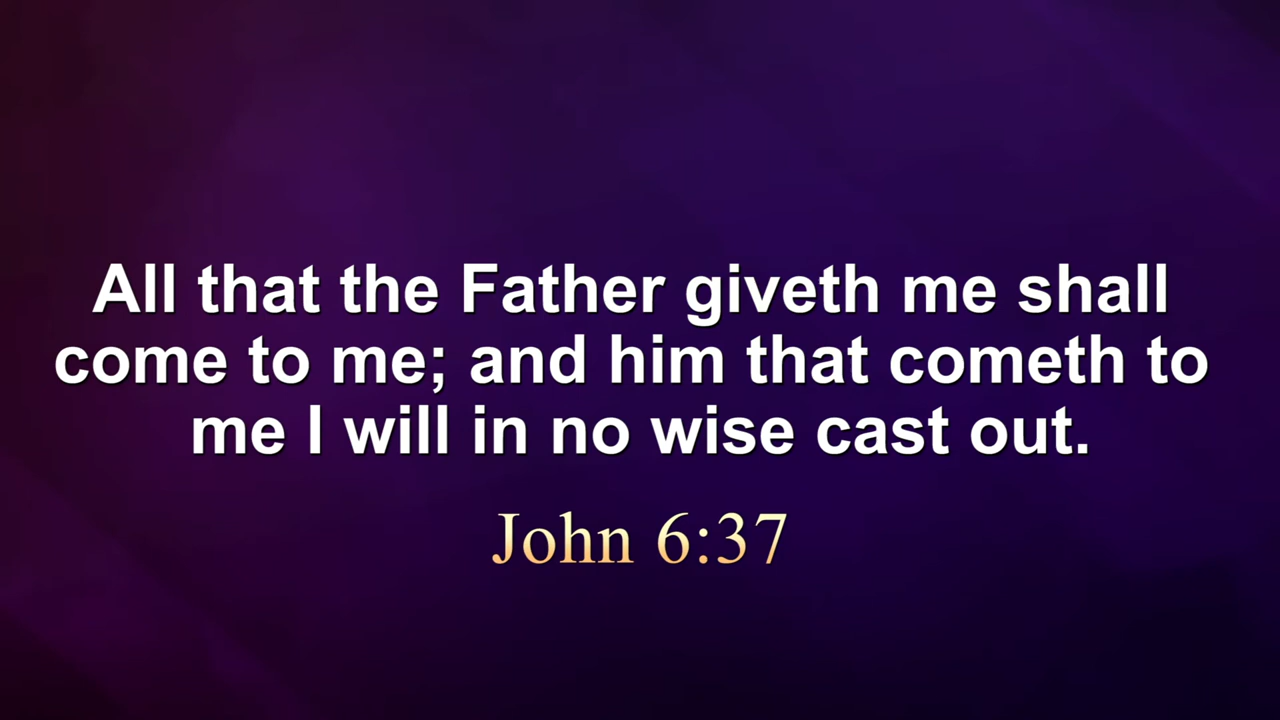 All that the Father giveth me shall
come to me; and him that cometh to
me I will in no wise cast out.
John 6:37